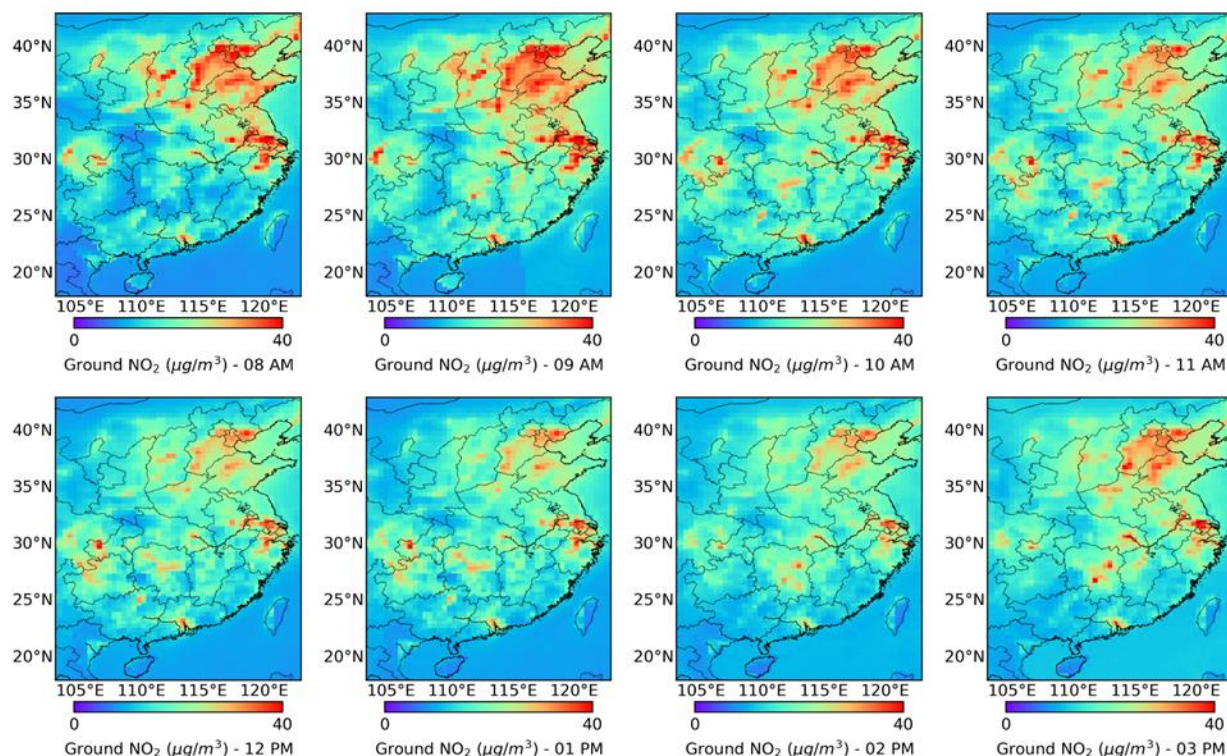 40°N
35°N
30°N
25°N
20°N
105°E 110°E 115°E 120°E
0 40
Ground NO₂ (μg/m³) - 08 AM
40°N
35°N
30°N
25°N
20°N
105°E 110°E 115°E 120°E
0 40
Ground NO₂ (μg/m³) - 09 AM
40°N
35°N
30°N
25°N
20°N
105°E 110°E 115°E 120°E
0 40
Ground NO₂ (μg/m³) - 10 AM
40°N
35°N
30°N
25°N
20°N
105°E 110°E 115°E 120°E
0 40
Ground NO₂ (μg/m³) - 11 AM
40°N
35°N
30°N
25°N
20°N
105°E 110°E 115°E 120°E
0 40
Ground NO₂ (μg/m³) - 12 PM
40°N
35°N
30°N
25°N
20°N
105°E 110°E 115°E 120°E
0 40
Ground NO₂ (μg/m³) - 01 PM
40°N
35°N
30°N
25°N
20°N
105°E 110°E 115°E 120°E
0 40
Ground NO₂ (μg/m³) - 02 PM
40°N
35°N
30°N
25°N
20°N
105°E 110°E 115°E 120°E
0 40
Ground NO₂ (μg/m³) - 03 PM